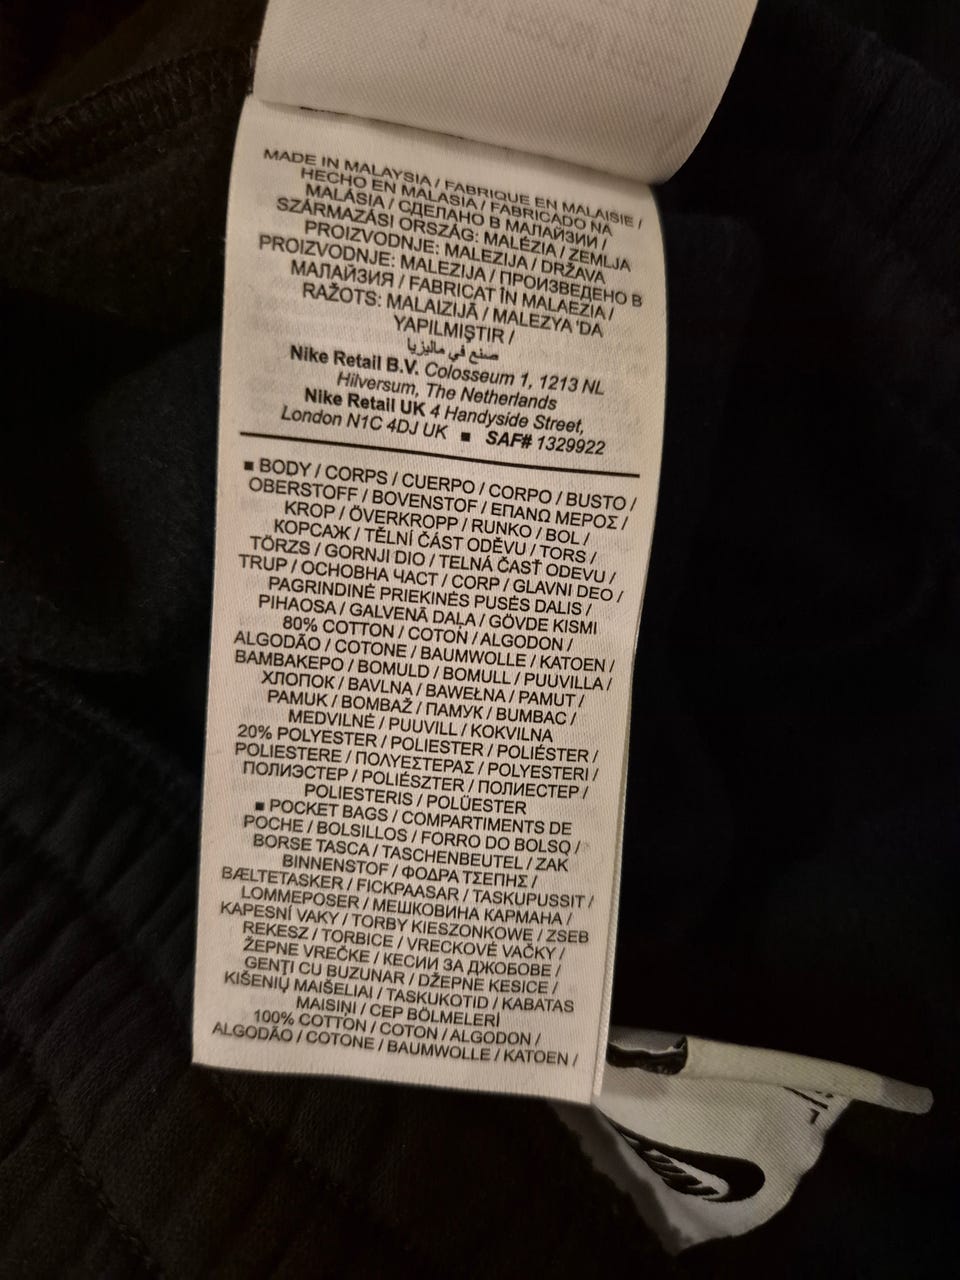 MADE IN MALAYSIA / FABRIQUE EN MALAISIE /
HECHO EN MALASIA / FABRICADO NA
MALÁSIA / СДЕЛАНО В МАЛАЙЗИИ /
SZÁRMAZÁSI ORSZÁG: MALÉZIA / ZEMLJA
PROIZVODNJE: MALEZIJA / DRŽAVA
PROIZVODNJE: MALEZIJA / ПРОИЗВЕДЕНО В
МАЛАЙЗИЯ / FABRICAT ÎN MALAEZIA /
RAŽOTS: MALAIZIJĀ / MALEZYA 'DA
YAPILMIŞTIR /
صنع في ماليزيا
Nike Retail B.V. Colosseum 1, 1213 NL
Hilversum, The Netherlands
Nike Retail UK 4 Handyside Street,
London N1C 4DJ UK ■ SAF# 1329922
■ BODY / CORPS / CUERPO / CORPO / BUSTO /
OBERSTOFF / BOVENSTOF / ΕΠΑΝΩ ΜΕΡΟΣ /
KROP / ÖVERKROPP / RUNKO / BOL /
КОРСАЖ / TĚLNÍ ČÁST ODĚVU / TORS /
TÖRZS / GORNJI DIO / TELNÁ ČASŤ ODEVU /
TRUP / ОСНОВНА ЧАСТ / CORP / GLAVNI DEO /
PAGRINDINĖ PRIEKINĖS PUSĖS DALIS /
PIHAOSA / GALVENĀ DAĻA / GÖVDE KISMI
80% COTTON / COTON / ALGODON /
ALGODÃO / COTONE / BAUMWOLLE / KATOEN /
ΒΑΜΒΑΚΕΡΟ / BOMULD / BOMULL / PUUVILLA /
ХЛОПОК / BAVLNA / BAWEŁNA / PAMUT /
PAMUK / BOMBAŽ / ПАМУК / BUMBAC /
MEDVILNĖ / PUUVILL / KOKVILNA
20% POLYESTER / POLIESTER / POLIÉSTER /
POLIESTERE / ΠΟΛΥΕΣΤΕΡΑΣ / POLYESTERI /
ПОЛИЭСТЕР / POLIÉSZTER / ПОЛИЕСТЕР /
POLIESTERIS / POLÜESTER
■ POCKET BAGS / COMPARTIMENTS DE
POCHE / BOLSILLOS / FORRO DO BOLSO /
BORSE TASCA / TASCHENBEUTEL / ZAK
BINNENSTOF / ΦΟΔΡΑ ΤΣΕΠΗΣ /
BÆLTETASKER / FICKPAASAR / TASKUPUSSIT /
LOMMEPOSER / МЕШКОВИНА КАРМАНА /
KAPESNÍ VAKY / TORBY KIESZONKOWE / ZSEB
REKESZ / TORBICE / VRECKOVÉ VAČKY /
ŽEPNE VREČKE / КЕСИИ ЗА ДЖОБОВЕ /
GENŢI CU BUZUNAR / DŽEPNE KESICE /
KIŠENIŲ MAIŠELIAI / TASKUKOTID / KABATAS
MAISIŅI / CEP BÖLMELERİ
100% COTTON / COTON / ALGODON /
ALGODÃO / COTONE / BAUMWOLLE / KATOEN /